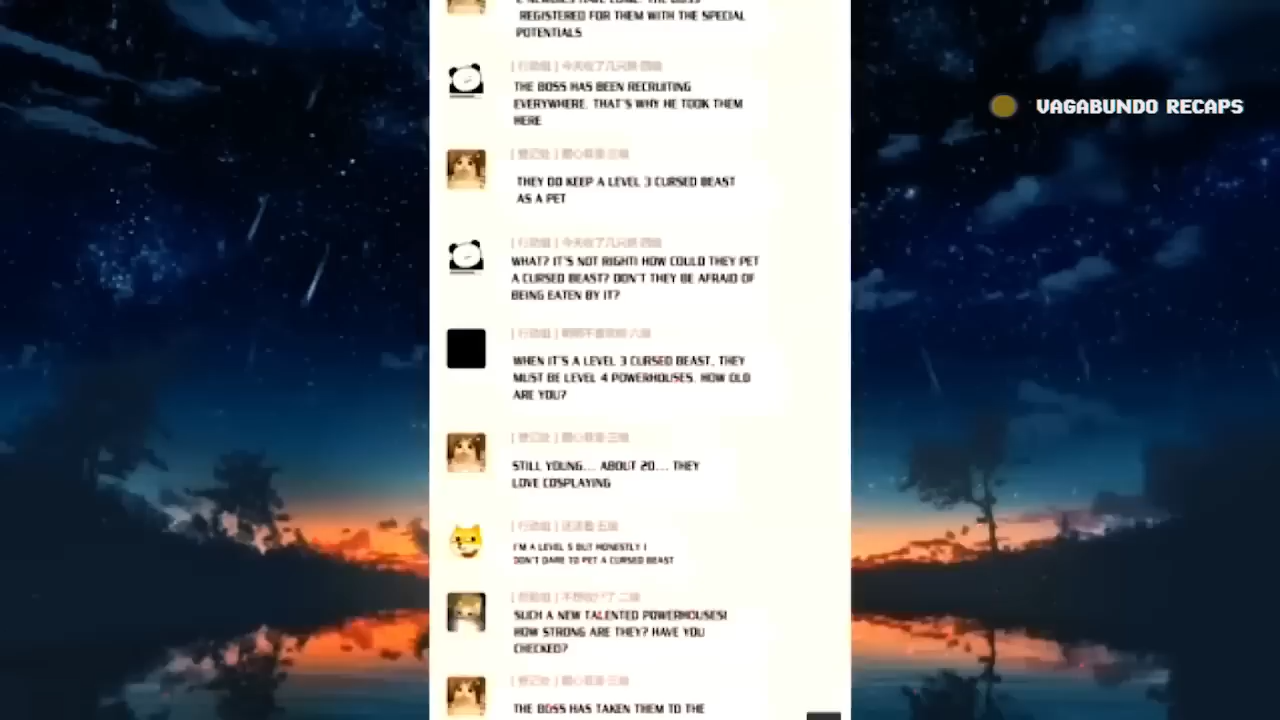 REGISTERED FOR THEM WITH THE SPECIAL
POTENTIALS
THE BOSS HAS BEEN RECRUITING
EVERYWHERE. THAT'S WHY HE TOOK THEM
HERE
VAGABUNDO RECAPS
THEY DO KEEP A LEVEL 3 CURSED BEAST
AS A PET
WHAT? IT'S NOT RIGHT! HOW COULD THEY PET
A CURSED BEAST? DON'T THEY BE AFRAID OF
BEING EATEN BY IT?
WHEN IT'S A LEVEL 3 CURSED BEAST, THEY
MUST BE LEVEL 4 POWERHOUSES. HOW OLD
ARE YOU?
STILL YOUNG... ABOUT 20... THEY
LOVE COSPLAYING
I'M A LEVEL 5 BUT HONESTLY I
DON'T DARE TO PET A CURSED BEAST
SUCH A NEW TALENTED POWERHOUSES!
HOW STRONG ARE THEY? HAVE YOU
CHECKED?
THE BOSS HAS TAKEN THEM TO THE